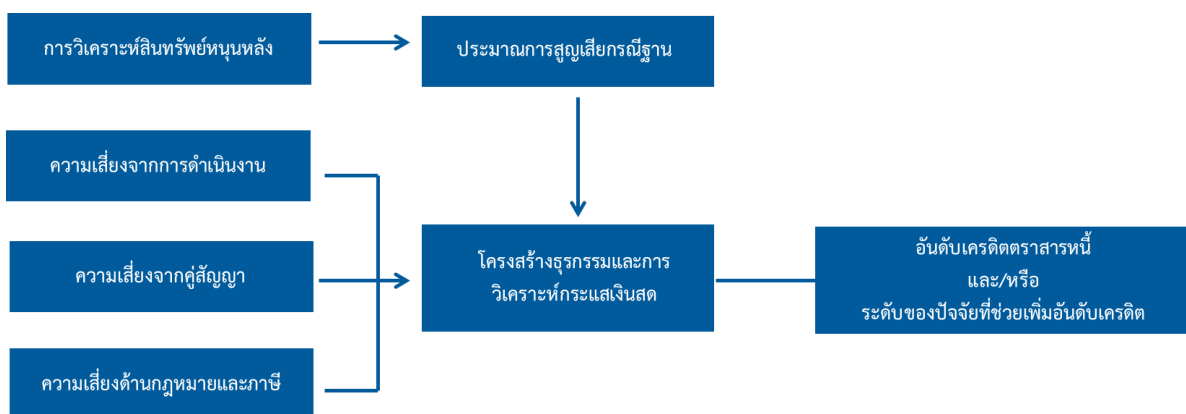 การวิเคราะห์สินทรัพย์หนุนหลัง
ประมาณการสูญเสียกรณีฐาน
ความเสี่ยงจากการดำเนินงาน
ความเสี่ยงจากคู่สัญญา
โครงสร้างธุรกรรมและการ
วิเคราะห์กระแสเงินสด
อันดับเครดิตตราสารหนี้
และ/หรือ
ระดับของปัจจัยที่ช่วยเพิ่มอันดับเครดิต
ความเสี่ยงด้านกฎหมายและภาษี